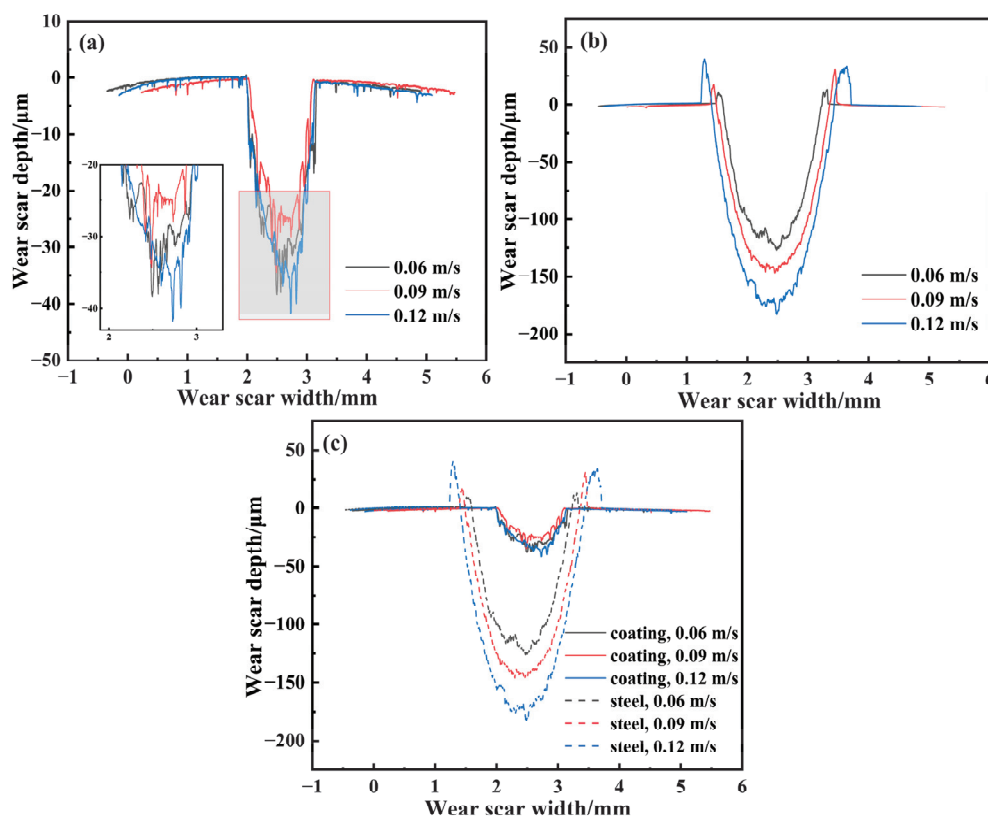 (a)
10
0
−10
−20
−30
−40
−50
Wear scar depth/μm
−20
−30
−40
2 3
0.06 m/s
0.09 m/s
0.12 m/s
−1 0 1 2 3 4 5 6
Wear scar width/mm
(b)
50
0
−50
−100
−150
−200
Wear scar depth/μm
0.06 m/s
0.09 m/s
0.12 m/s
−1 0 1 2 3 4 5 6
Wear scar width/mm
(c)
50
0
−50
−100
−150
−200
Wear scar depth/μm
coating, 0.06 m/s
coating, 0.09 m/s
coating, 0.12 m/s
steel, 0.06 m/s
steel, 0.09 m/s
steel, 0.12 m/s
−1 0 1 2 3 4 5 6
Wear scar width/mm